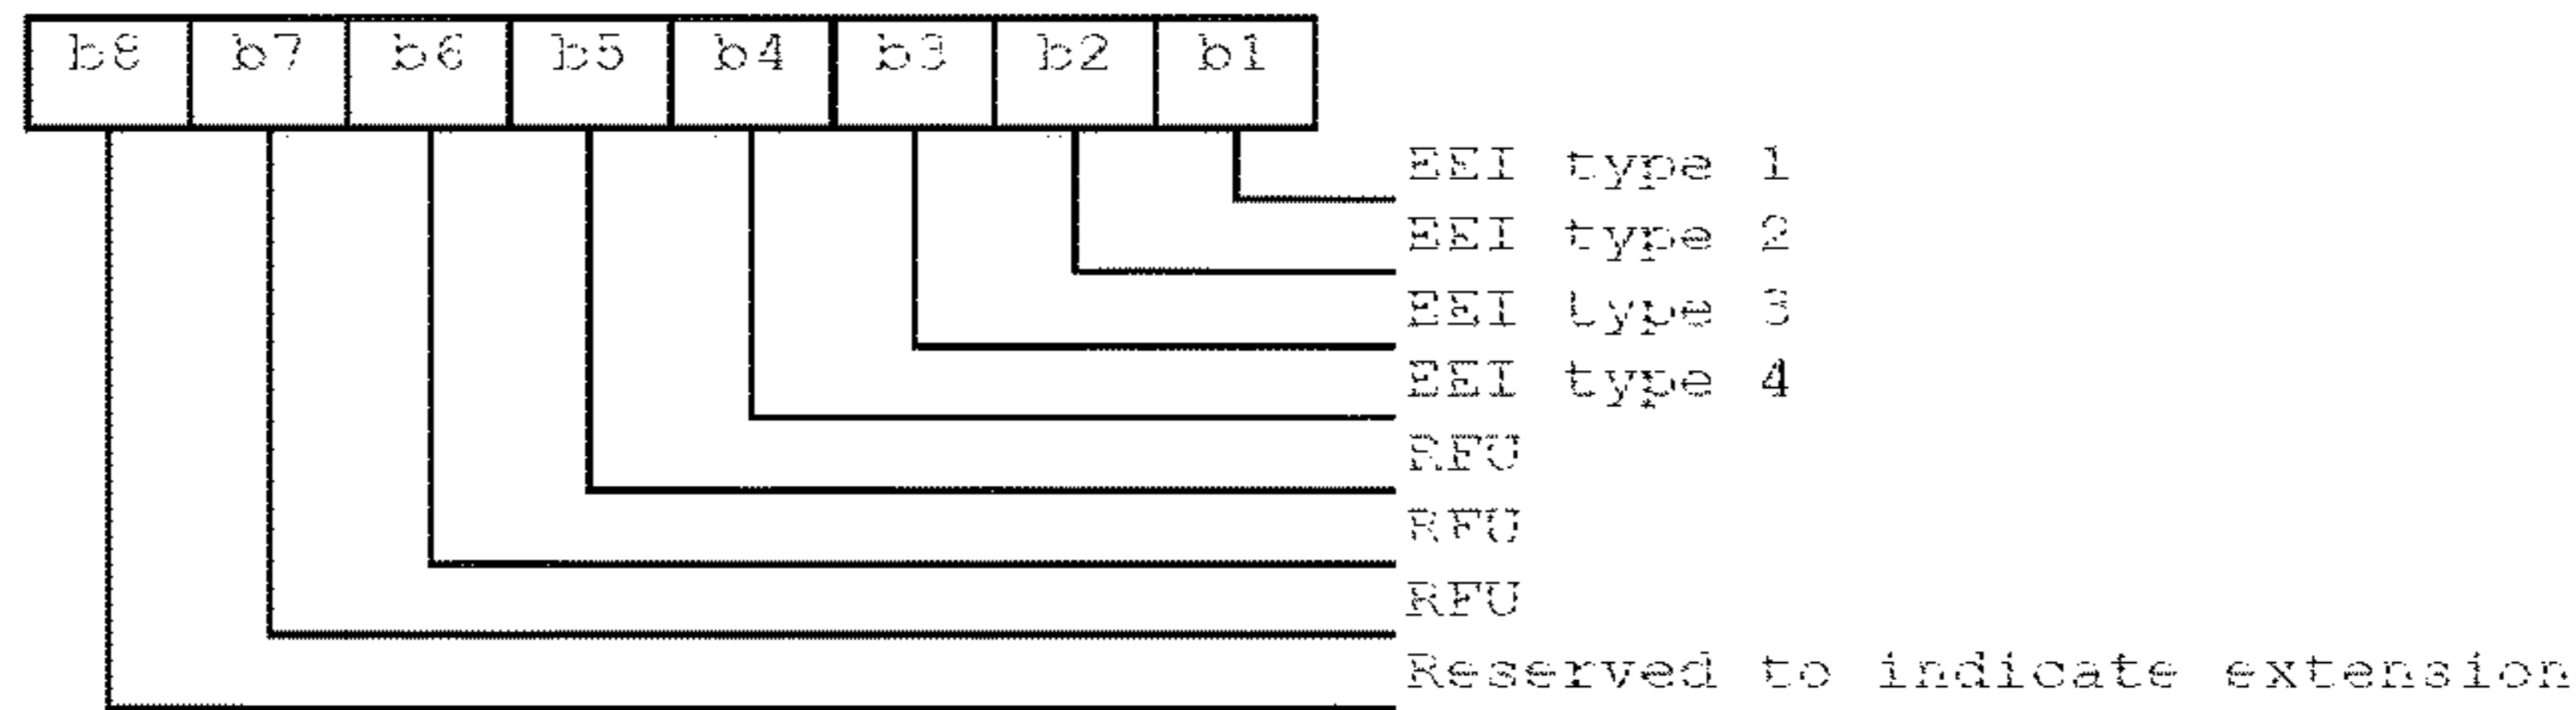 b8 b7 b6 b5 b4 b3 b2 b1
EEI type 1
EEI type 2
EEI type 3
EEI type 4
RFU
RFU
RFU
Reserved to indicate extension